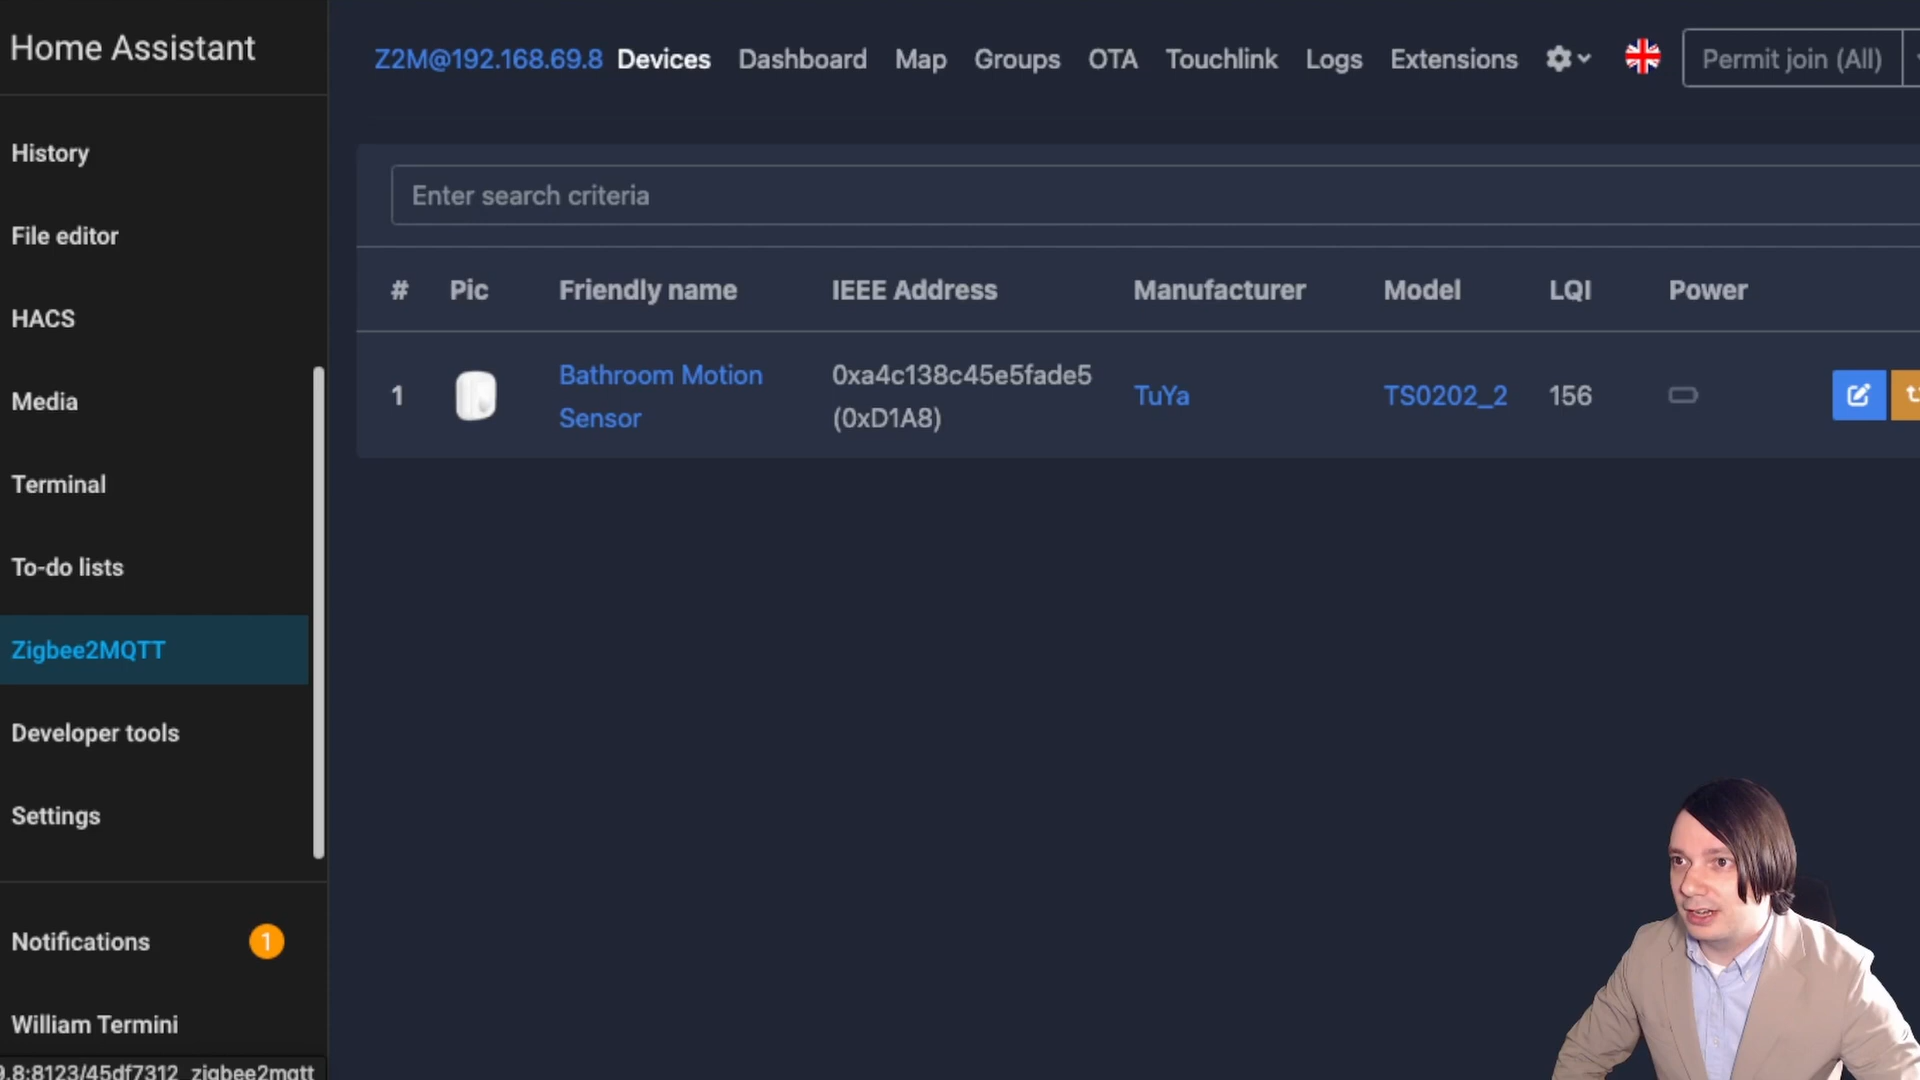 Home Assistant
History
File editor
HACS
Media
Terminal
To-do lists
Zigbee2MQTT
Developer tools
Settings
Notifications 1
William Termini
9.8:8123/45df7312_zigbee2mqtt
Z2M@192.168.69.8 Devices Dashboard Map Groups OTA Touchlink Logs Extensions Permit join (All)
Enter search criteria
# Pic Friendly name IEEE Address Manufacturer Model LQI Power
1 Bathroom Motion Sensor 0xa4c138c45e5fade5 (0xD1A8) TuYa TS0202_2 156